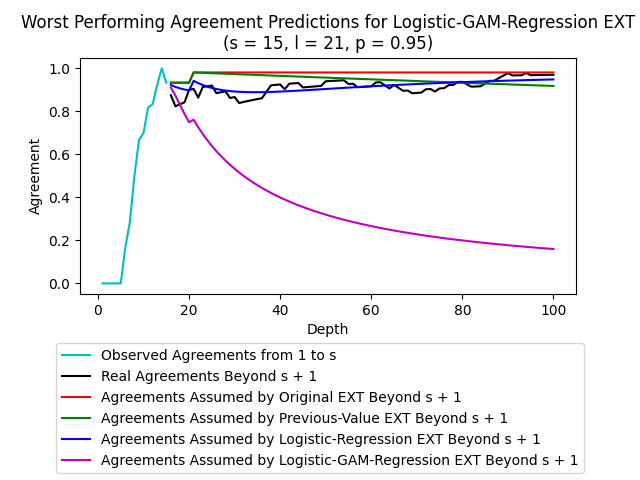 Worst Performing Agreement Predictions for Logistic-GAM-Regression EXT
(s = 15, l = 21, p = 0.95)
1.0
0.8
0.6
0.4
0.2
0.0
Agreement
0 20 40 60 80 100
Depth
Observed Agreements from 1 to s
Real Agreements Beyond s + 1
Agreements Assumed by Original EXT Beyond s + 1
Agreements Assumed by Previous-Value EXT Beyond s + 1
Agreements Assumed by Logistic-Regression EXT Beyond s + 1
Agreements Assumed by Logistic-GAM-Regression EXT Beyond s + 1